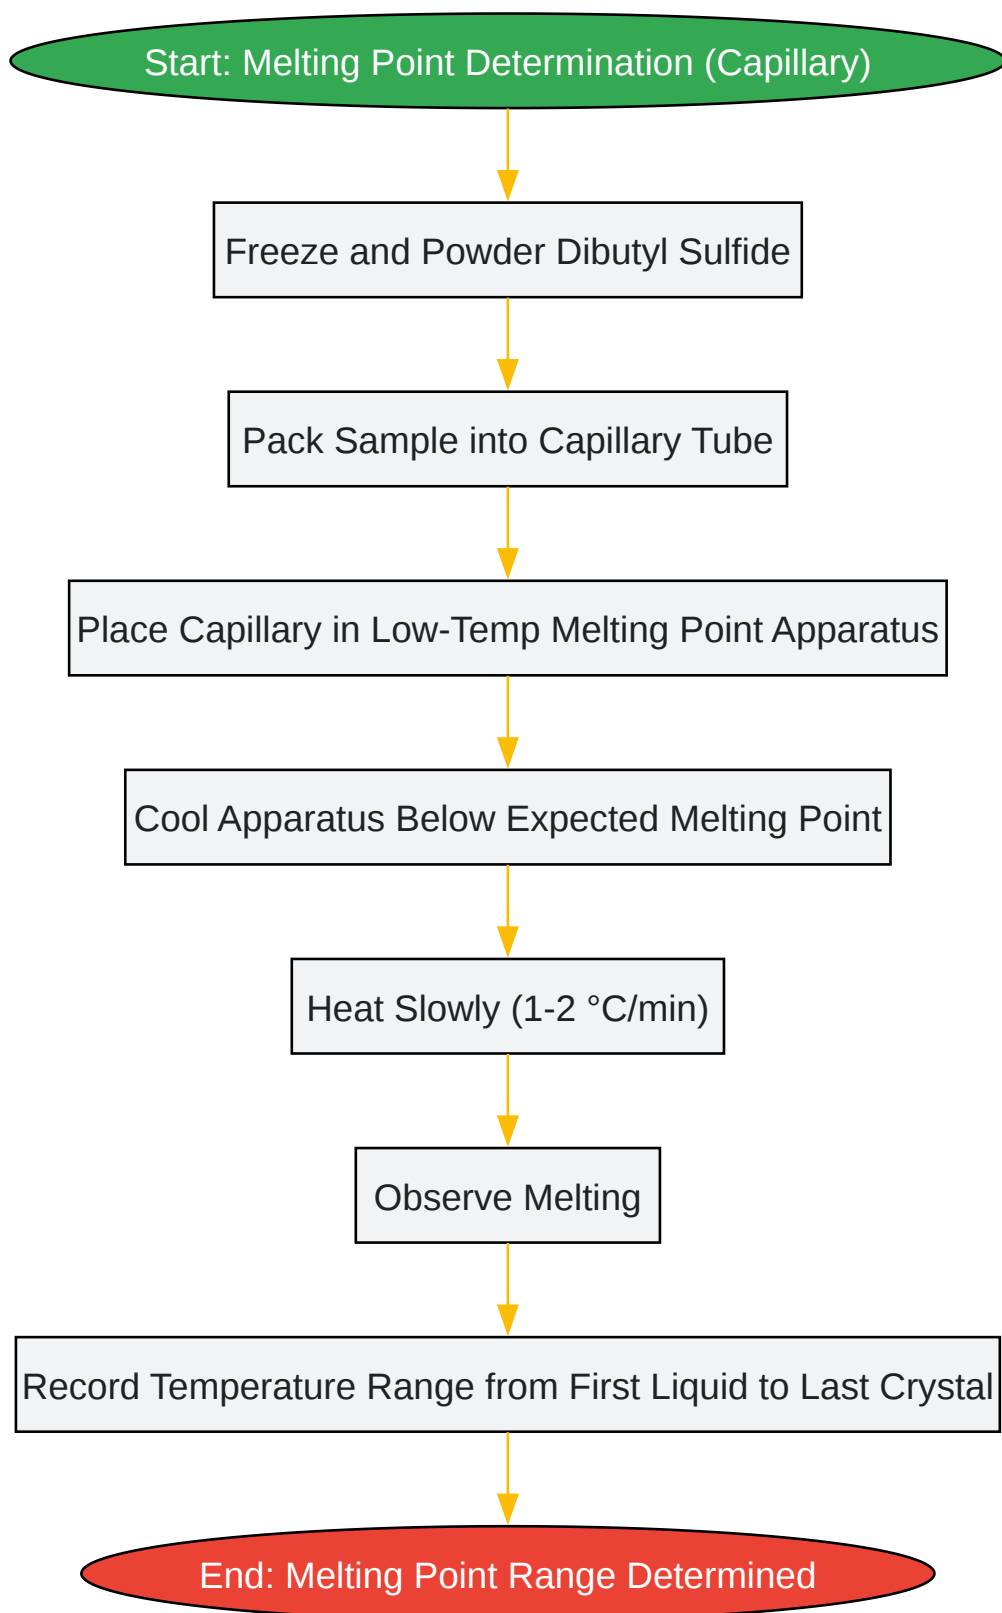 Start: Melting Point Determination (Capillary)
Freeze and Powder Dibutyl Sulfide
Pack Sample into Capillary Tube
Place Capillary in Low-Temp Melting Point Apparatus
Cool Apparatus Below Expected Melting Point
Heat Slowly (1-2 °C/min)
Observe Melting
Record Temperature Range from First Liquid to Last Crystal
End: Melting Point Range Determined